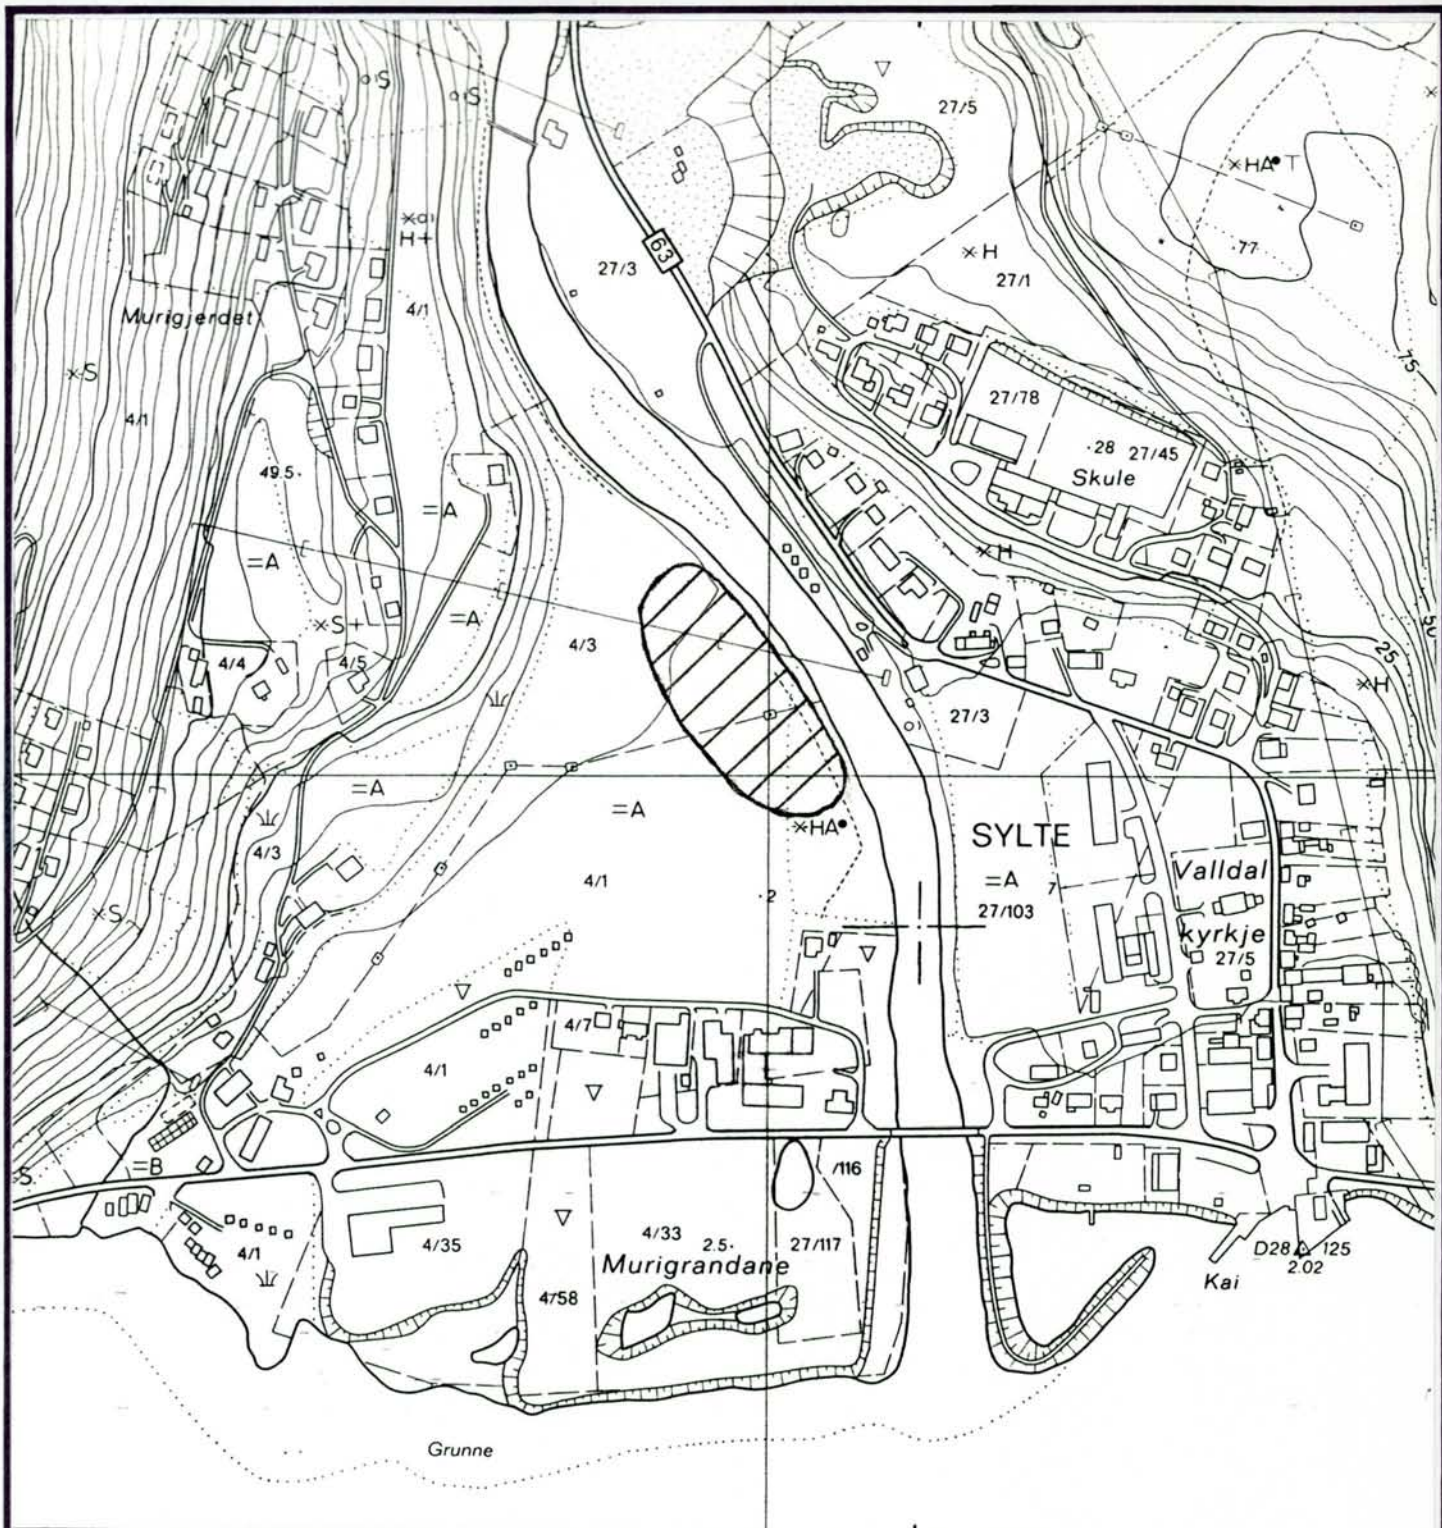 S
S
27/5
HA T
a
H+
63
77
27/3
H
27/1
4/1
Murigjerdet
75
S
4/1
27/78
49.5
28 27/45
Skule
=A
H
=A
S+
=A
50
25
4/3
4/4
4/5
H
27/3
=A
=A
HA
SYLTE
4/3
Valldal
=A
7
4/1
2
27/103
S
kyrkje
27/5
4/7
4/1
=B
S
/116
4/1
4/35
4/33
2.5
27/117
D28 125
2.02
Murigrandane
Kai
4/58
Grunne